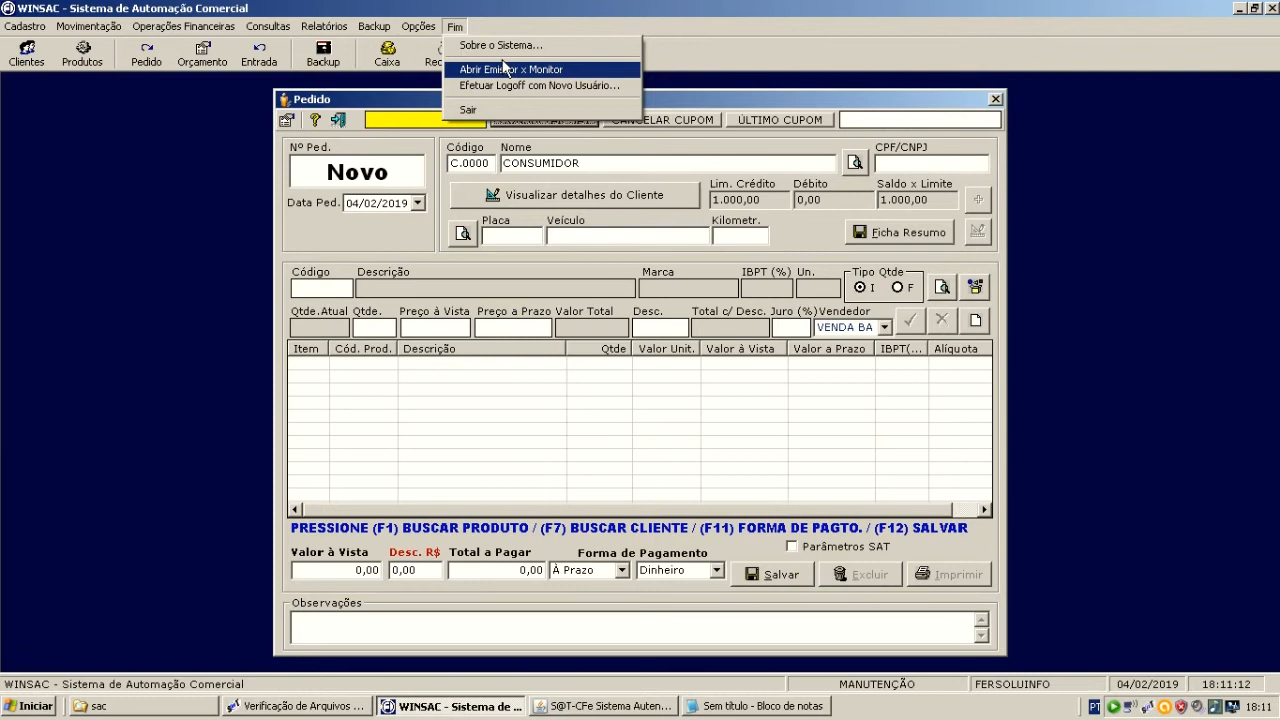 WINSAC - Sistema de Automação Comercial
Cadastro Movimentação Operações Financeiras Consultas Relatórios Backup Opções Fim
Clientes Produtos Pedido Orçamento Entrada Backup Caixa
Sobre o Sistema...
Abrir Emissor x Monitor
Efetuar Logoff com Novo Usuário...
Sair
Pedido
CANCELAR CUPOM ÚLTIMO CUPOM
Nº Ped. Código Nome CPF/CNPJ
Novo C.0000 CONSUMIDOR
Data Ped. 04/02/2019
Visualizar detalhes do Cliente
Lim. Crédito Débito Saldo x Limite
1.000,00 0,00 1.000,00
Placa Veículo Kilometr.
Ficha Resumo
Código Descrição Marca IBPT (%) Un. Tipo Qtde
I F
Qtde.Atual Qtde. Preço à Vista Preço a Prazo Valor Total Desc. Total c/ Desc. Juro (%) Vendedor
VENDA BA
Item Cód. Prod. Descrição Qtde Valor Unit. Valor à Vista Valor a Prazo IBPT(... Alíquota
PRESSIONE (F1) BUSCAR PRODUTO / (F7) BUSCAR CLIENTE / (F11) FORMA DE PAGTO. / (F12) SALVAR
Valor à Vista Desc. R$ Total a Pagar Forma de Pagamento Parâmetros SAT
0,00 0,00 0,00 À Prazo Dinheiro Salvar Excluir Imprimir
Observações
WINSAC - Sistema de Automação Comercial MANUTENÇÃO FERSOLUINFO 04/02/2019 18:11:12
Iniciar sac Verificação de Arquivos ... WINSAC - Sistema de ... S@T-CFe Sistema Auten... Sem título - Bloco de notas PT 18:11